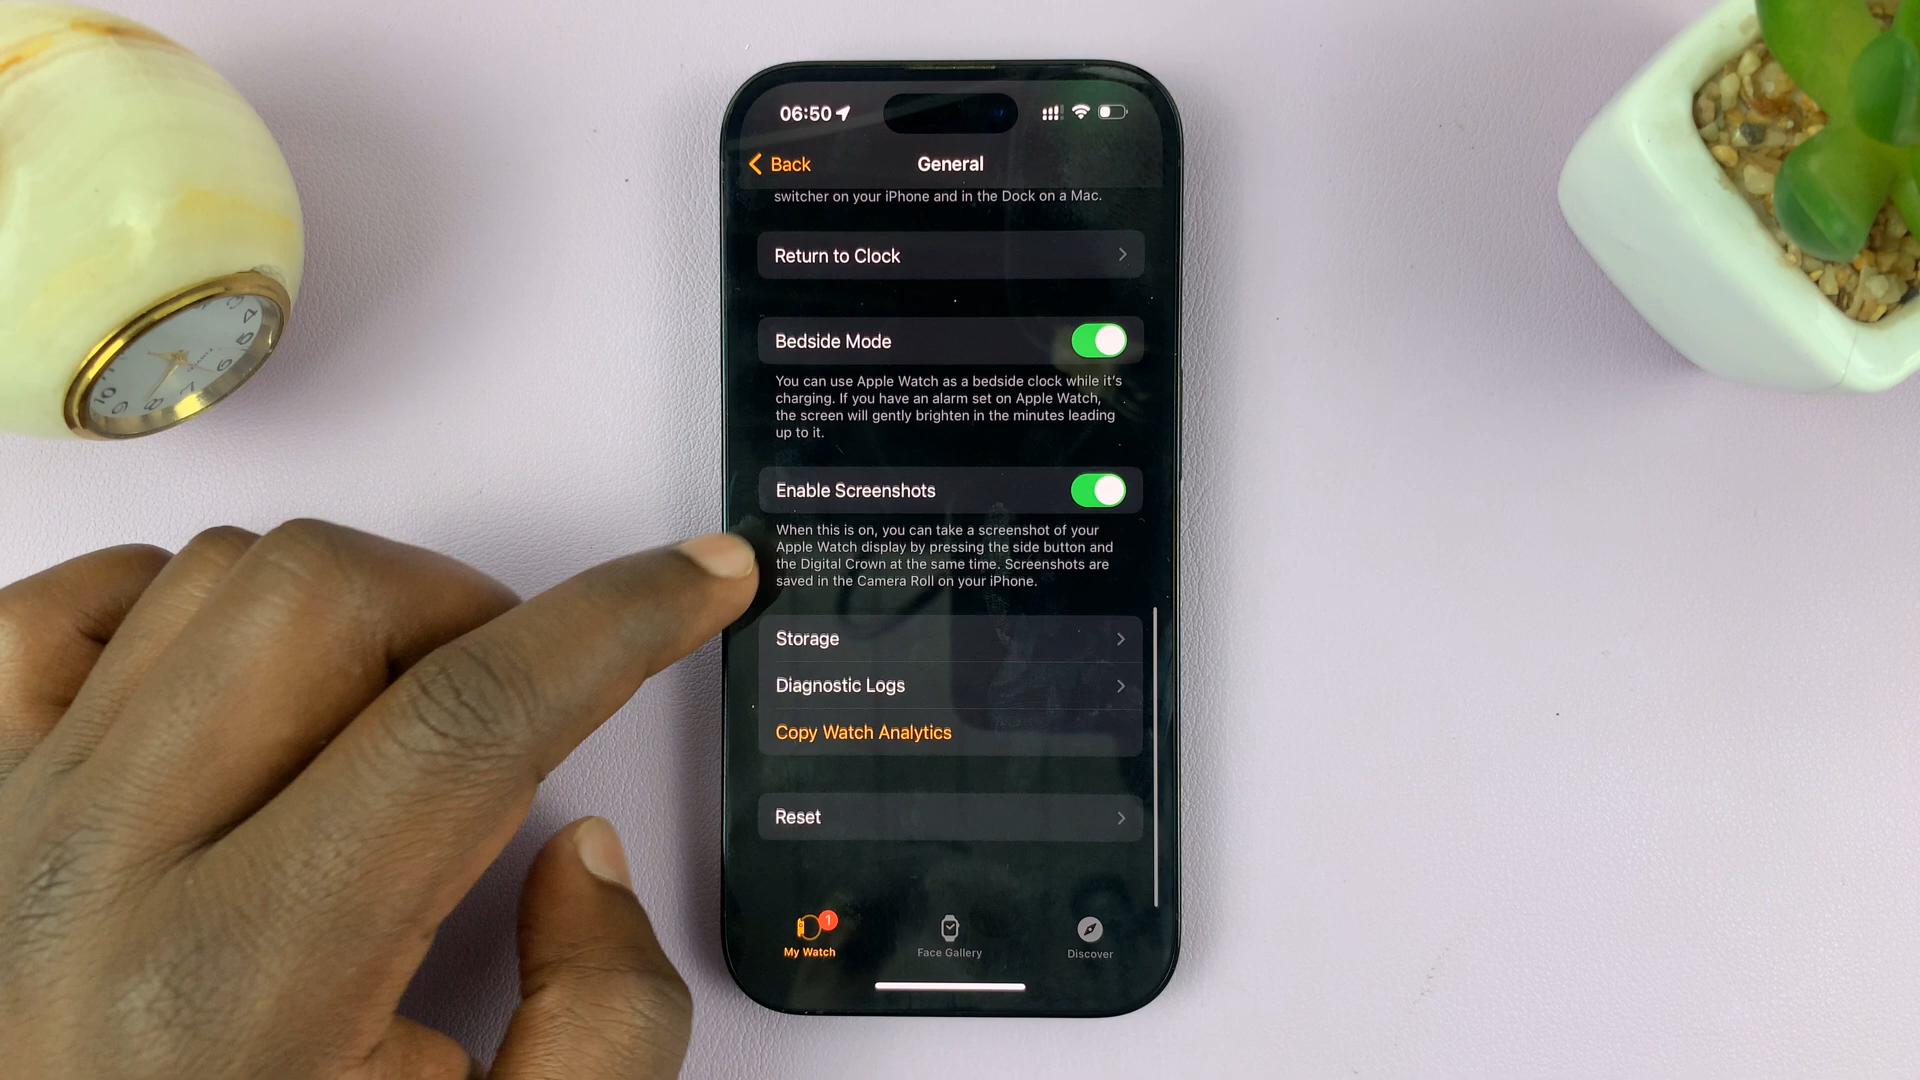 06:50
Back
General
switcher on your iPhone and in the Dock on a Mac.
Return to Clock
Bedside Mode
You can use Apple Watch as a bedside clock while it's
charging. If you have an alarm set on Apple Watch,
the screen will gently brighten in the minutes leading
up to it.
Enable Screenshots
When this is on, you can take a screenshot of your
Apple Watch display by pressing the side button and
the Digital Crown at the same time. Screenshots are
saved in the Camera Roll on your iPhone.
Storage
Diagnostic Logs
Copy Watch Analytics
Reset
1
My Watch
Face Gallery
Discover